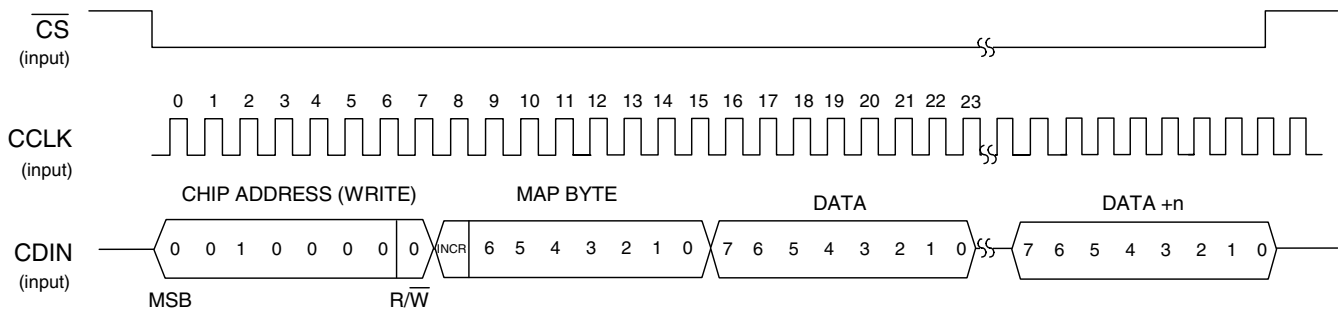 CS
(input)
0 1 2 3 4 5 6 7 8 9 10 11 12 13 14 15 16 17 18 19 20 21 22 23
CCLK
(input)
CHIP ADDRESS (WRITE) MAP BYTE DATA DATA +n
CDIN 0 0 1 0 0 0 0 0 INCR 6 5 4 3 2 1 0 7 6 5 4 3 2 1 0 7 6 5 4 3 2 1 0
(input)
MSB R/W